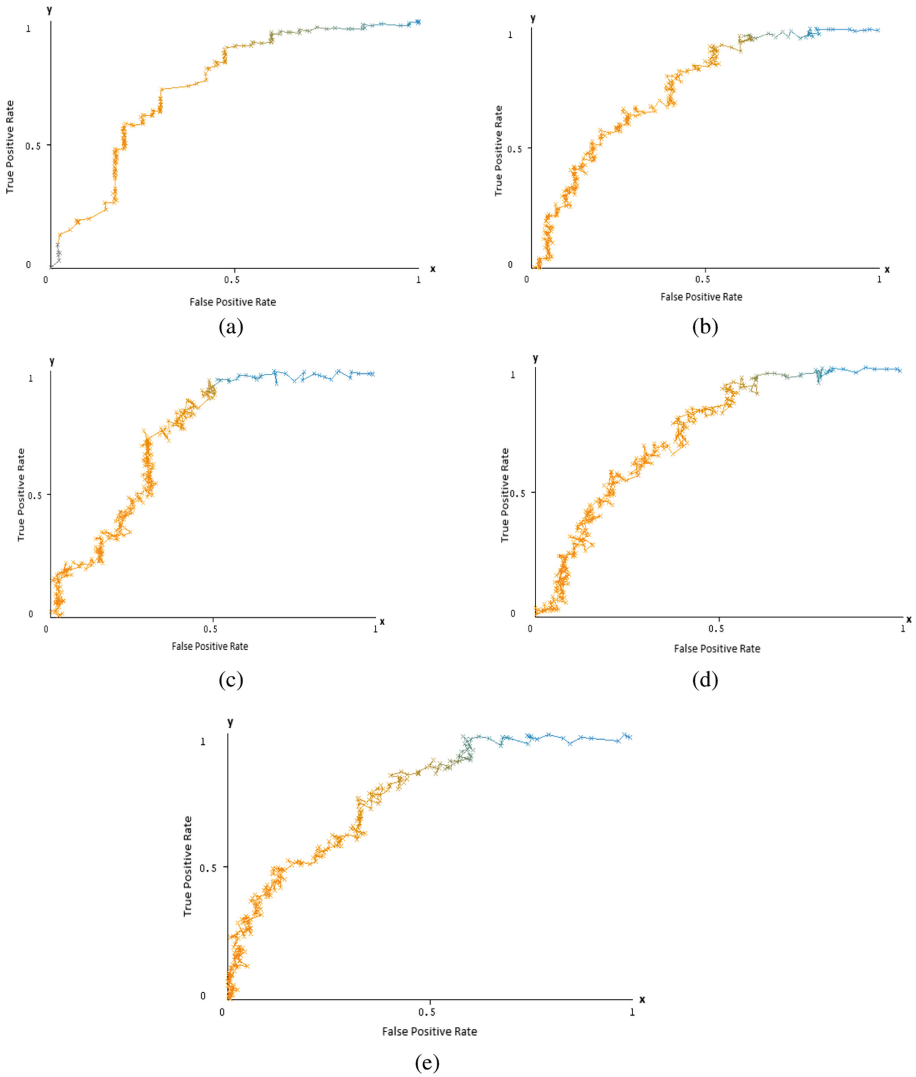 y
1
True Positive Rate
0.5
0
0
0.5
1
x
False Positive Rate
(a)
y
1
True Positive Rate
0.5
0
0
0.5
1
x
False Positive Rate
(b)
y
1
True Positive Rate
0.5
0
0
0.5
1
x
False Positive Rate
(c)
y
1
True Positive Rate
0.5
0
0
0.5
1
x
False Positive Rate
(d)
y
1
True Positive Rate
0.5
0
0
0.5
1
x
False Positive Rate
(e)